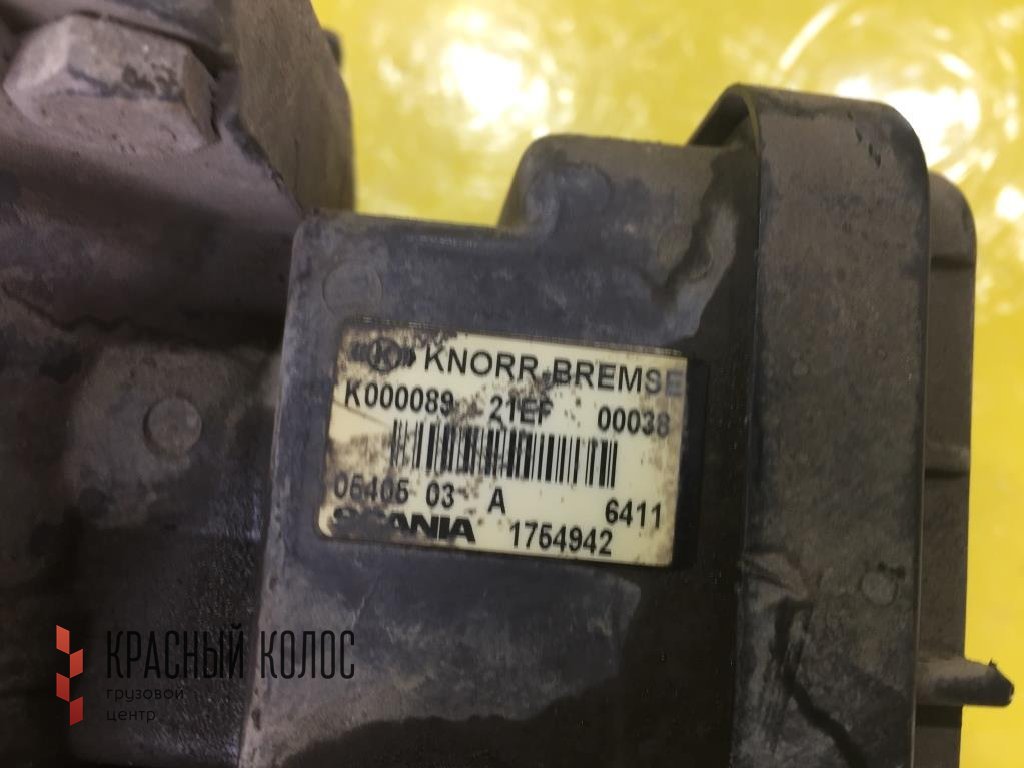 KNORR-BREMSE
K000089 21EF 00038
05405 03 A 6411
SCANIA 1754942
КРАСНЫЙ КОЛОС
грузовой
центр